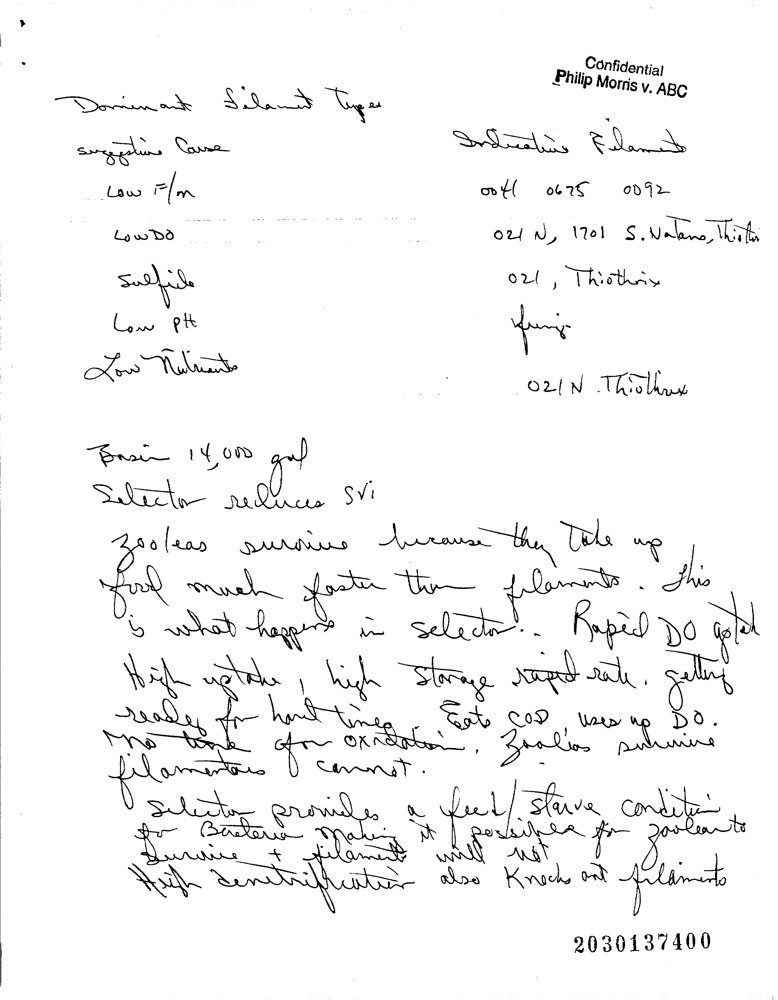 Confidential
Philip Morris v. ABC
Dominant Filament Types
suggestive Cause Indicative Filaments
Low F/M 0041 0675 0092
Low DO 021 N, 1701 S. Natans, Thiothrix
Sulfide 021, Thiothrix
Low PH fungi
Low Nutrients 021 N Thiothrix
Basin 14,000 gal
Selector reduces SVi
Zooleas survive because they Take up
food much faster than filaments. This
is what happens in selector.. Rapid DO
High uptake, high Storage rapid rate. getting
ready for hard times. Eats COD uses up DO.
no time for oxidation. Zoolias survive
filamentous cannot.
Selector provides a feed/starve condition
for Bacteria making it possible for zoolean to
Survive + filaments will not
High denitrification also Knocks out filaments
2030137400